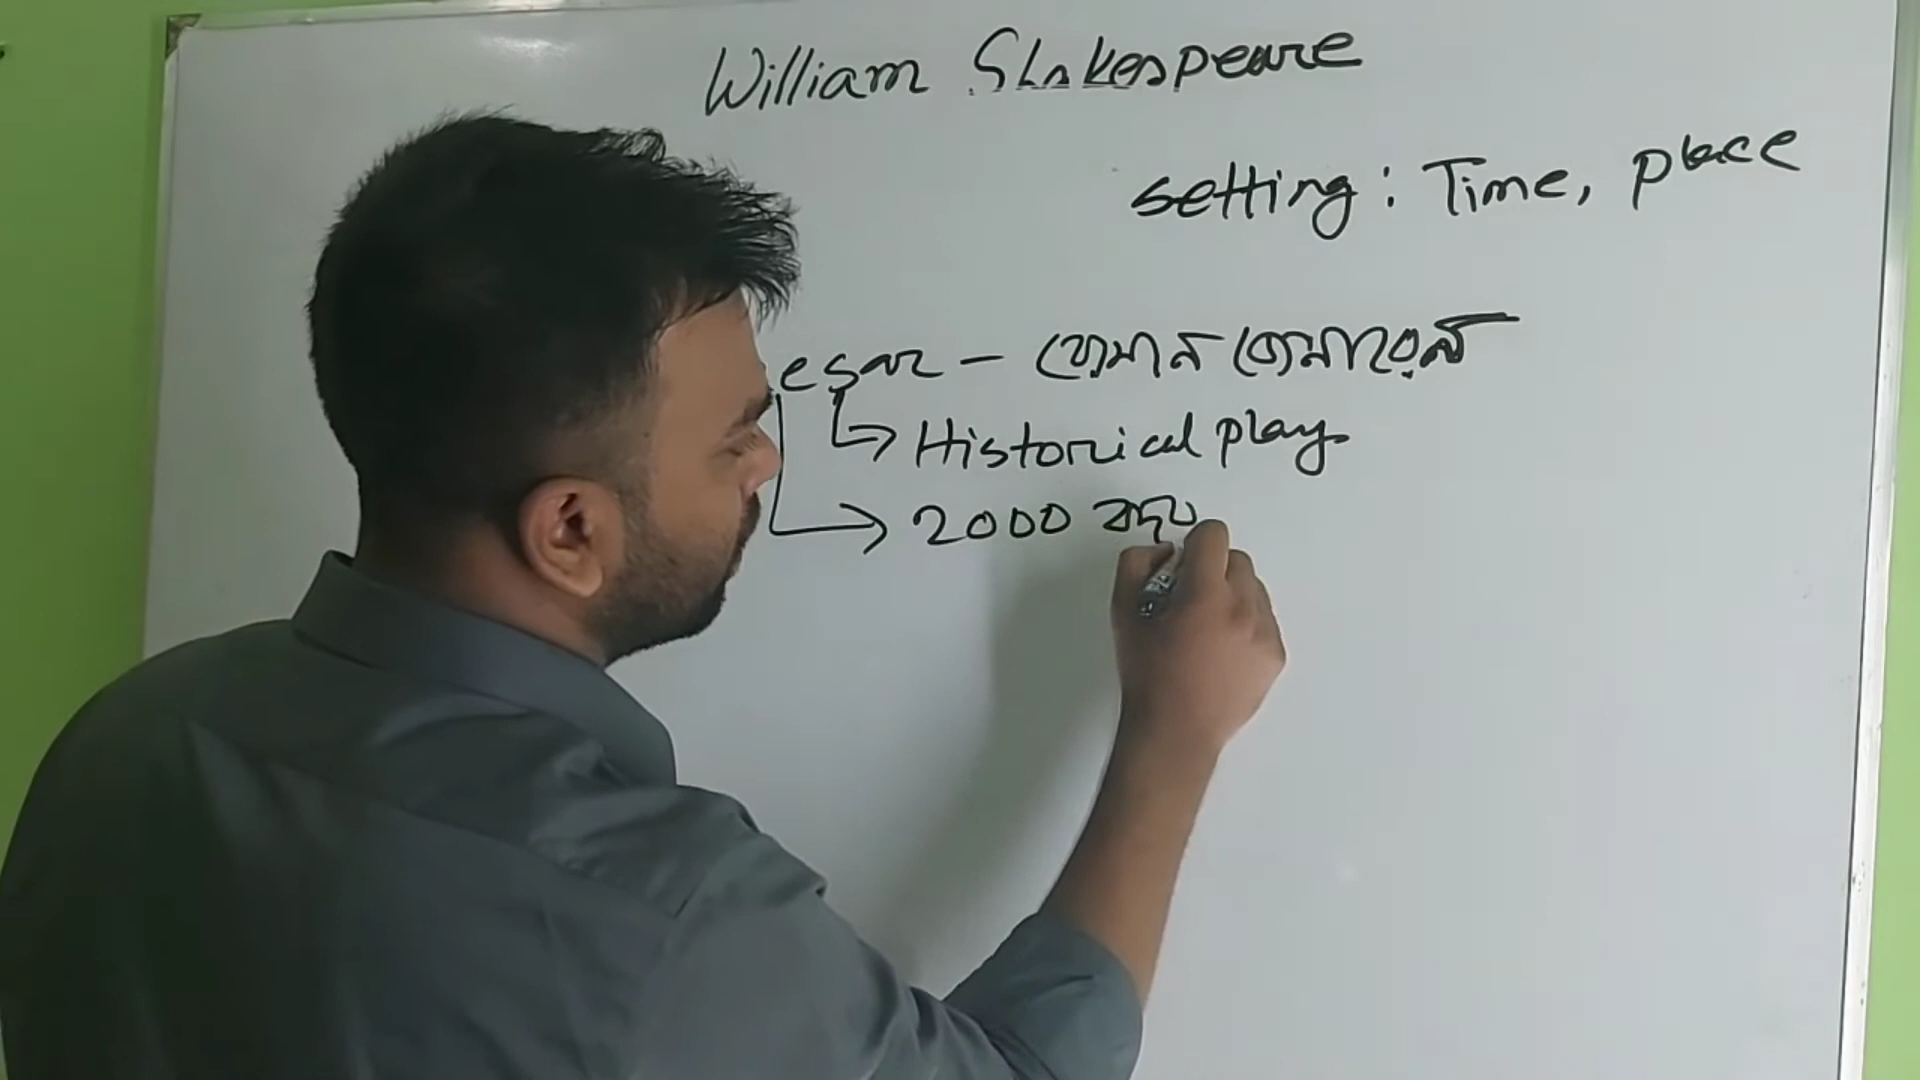 William Shakespeare
setting: Time, place
esar - রোমান জেনারেল
Historical play
2000